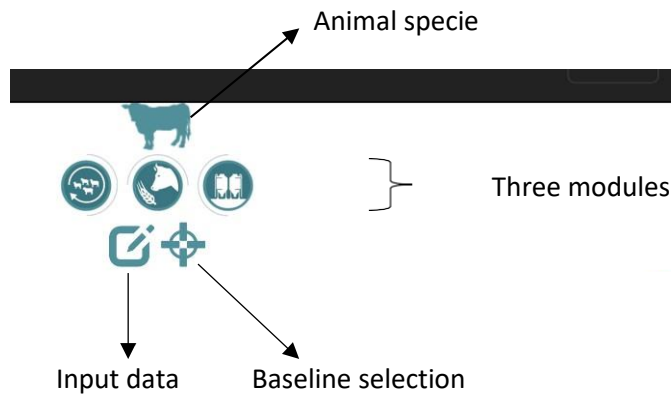 Animal specie
Three modules
Input data
Baseline selection